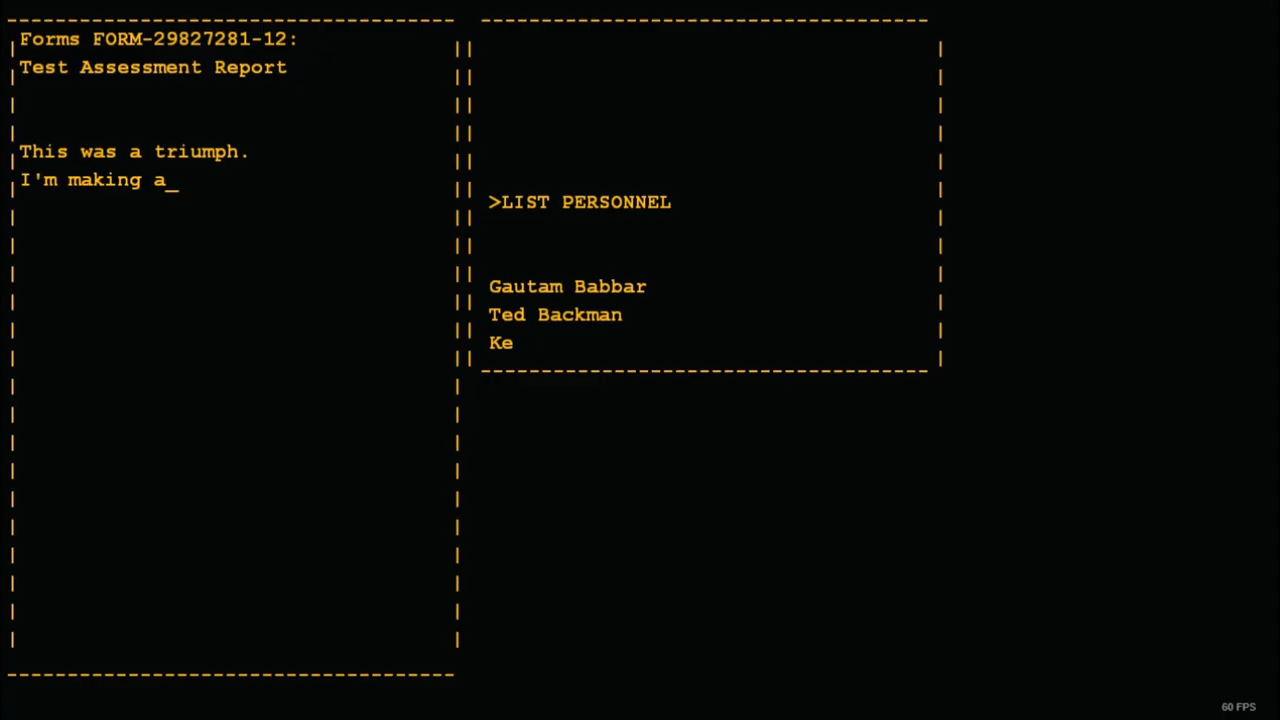 Forms FORM-29827281-12:
Test Assessment Report
This was a triumph.
I'm making a_
>LIST PERSONNEL
Gautam Babbar
Ted Backman
Ke
60 FPS